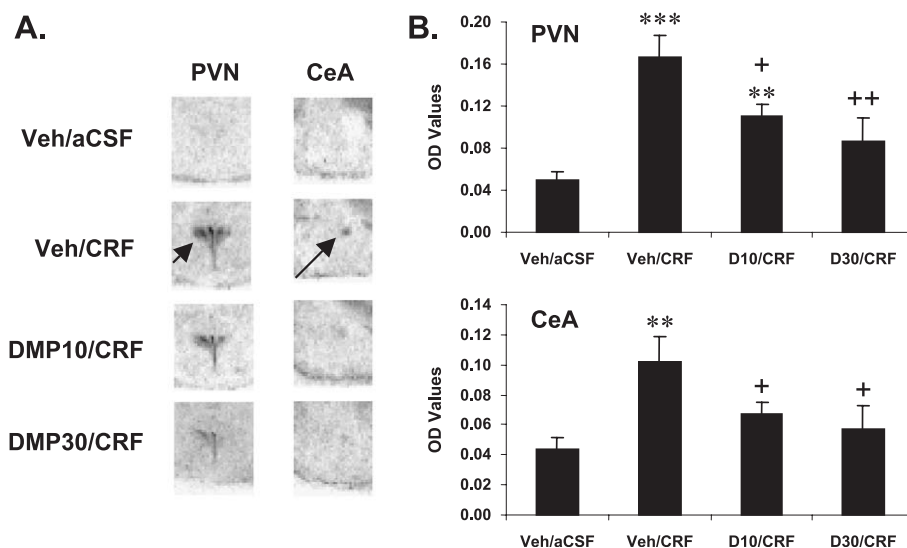 A.
PVN CeA
Veh/aCSF
Veh/CRF
DMP10/CRF
DMP30/CRF
B.
PVN
OD Values
0.20
0.16
0.12
0.08
0.04
0.00
***
+
**
++
Veh/aCSF Veh/CRF D10/CRF D30/CRF
CeA
OD Values
0.14
0.12
0.10
0.08
0.06
0.04
0.02
0.00
**
+
+
Veh/aCSF Veh/CRF D10/CRF D30/CRF